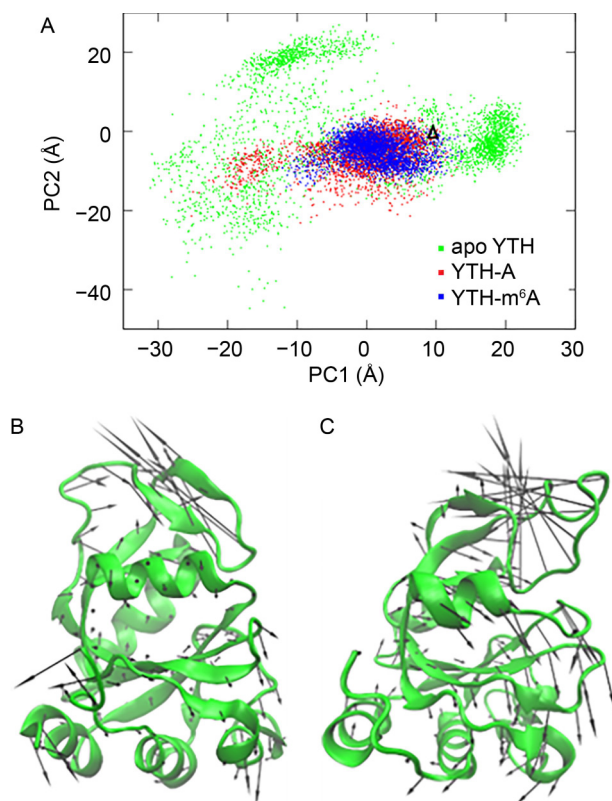 A
PC2 (Å)
20
0
−20
−40
−30
−20
−10
0
10
20
30
PC1 (Å)
Δ
apo YTH
YTH-A
YTH-m⁶A
B
C